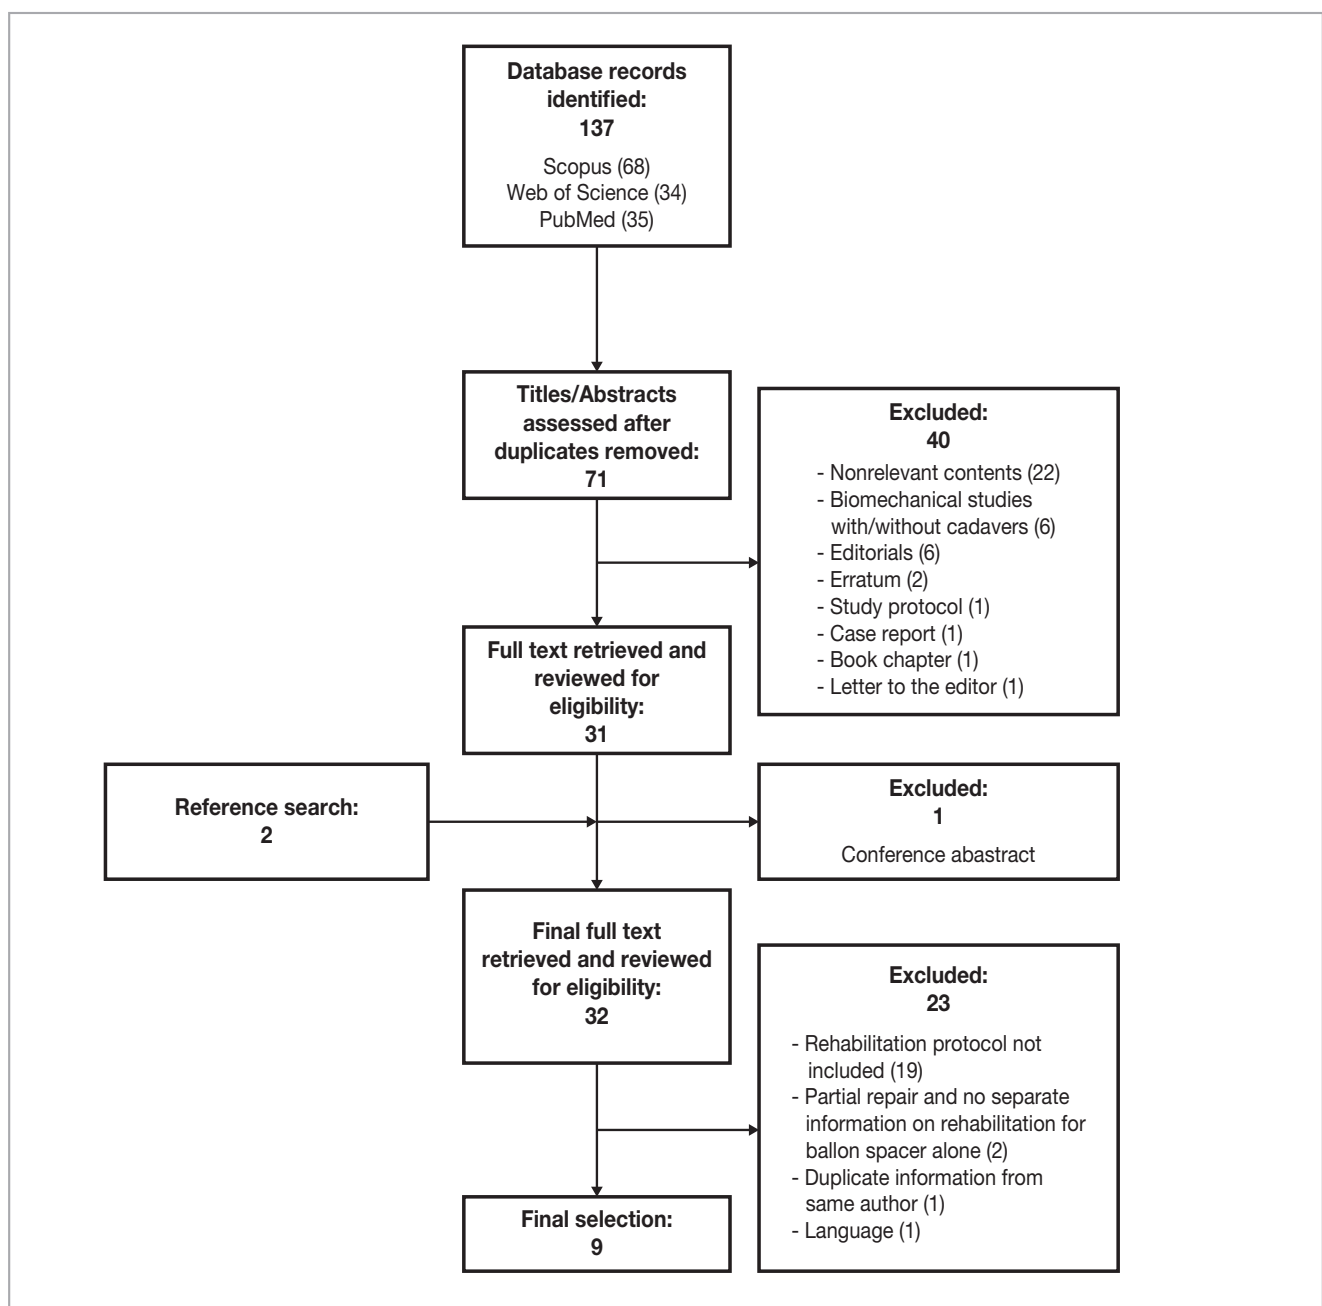 Database records
identified:
137
Scopus (68)
Web of Science (34)
PubMed (35)
Titles/Abstracts
assessed after
duplicates removed:
71
Excluded:
40
- Nonrelevant contents (22)
- Biomechanical studies
with/without cadavers (6)
- Editorials (6)
- Erratum (2)
- Study protocol (1)
- Case report (1)
- Book chapter (1)
- Letter to the editor (1)
Full text retrieved and
reviewed for
eligibility:
31
Reference search:
2
Excluded:
1
Conference abastract
Final full text
retrieved and reviewed
for eligibility:
32
Excluded:
23
- Rehabilitation protocol not
included (19)
- Partial repair and no separate
information on rehabilitation for
ballon spacer alone (2)
- Duplicate information from
same author (1)
- Language (1)
Final selection:
9